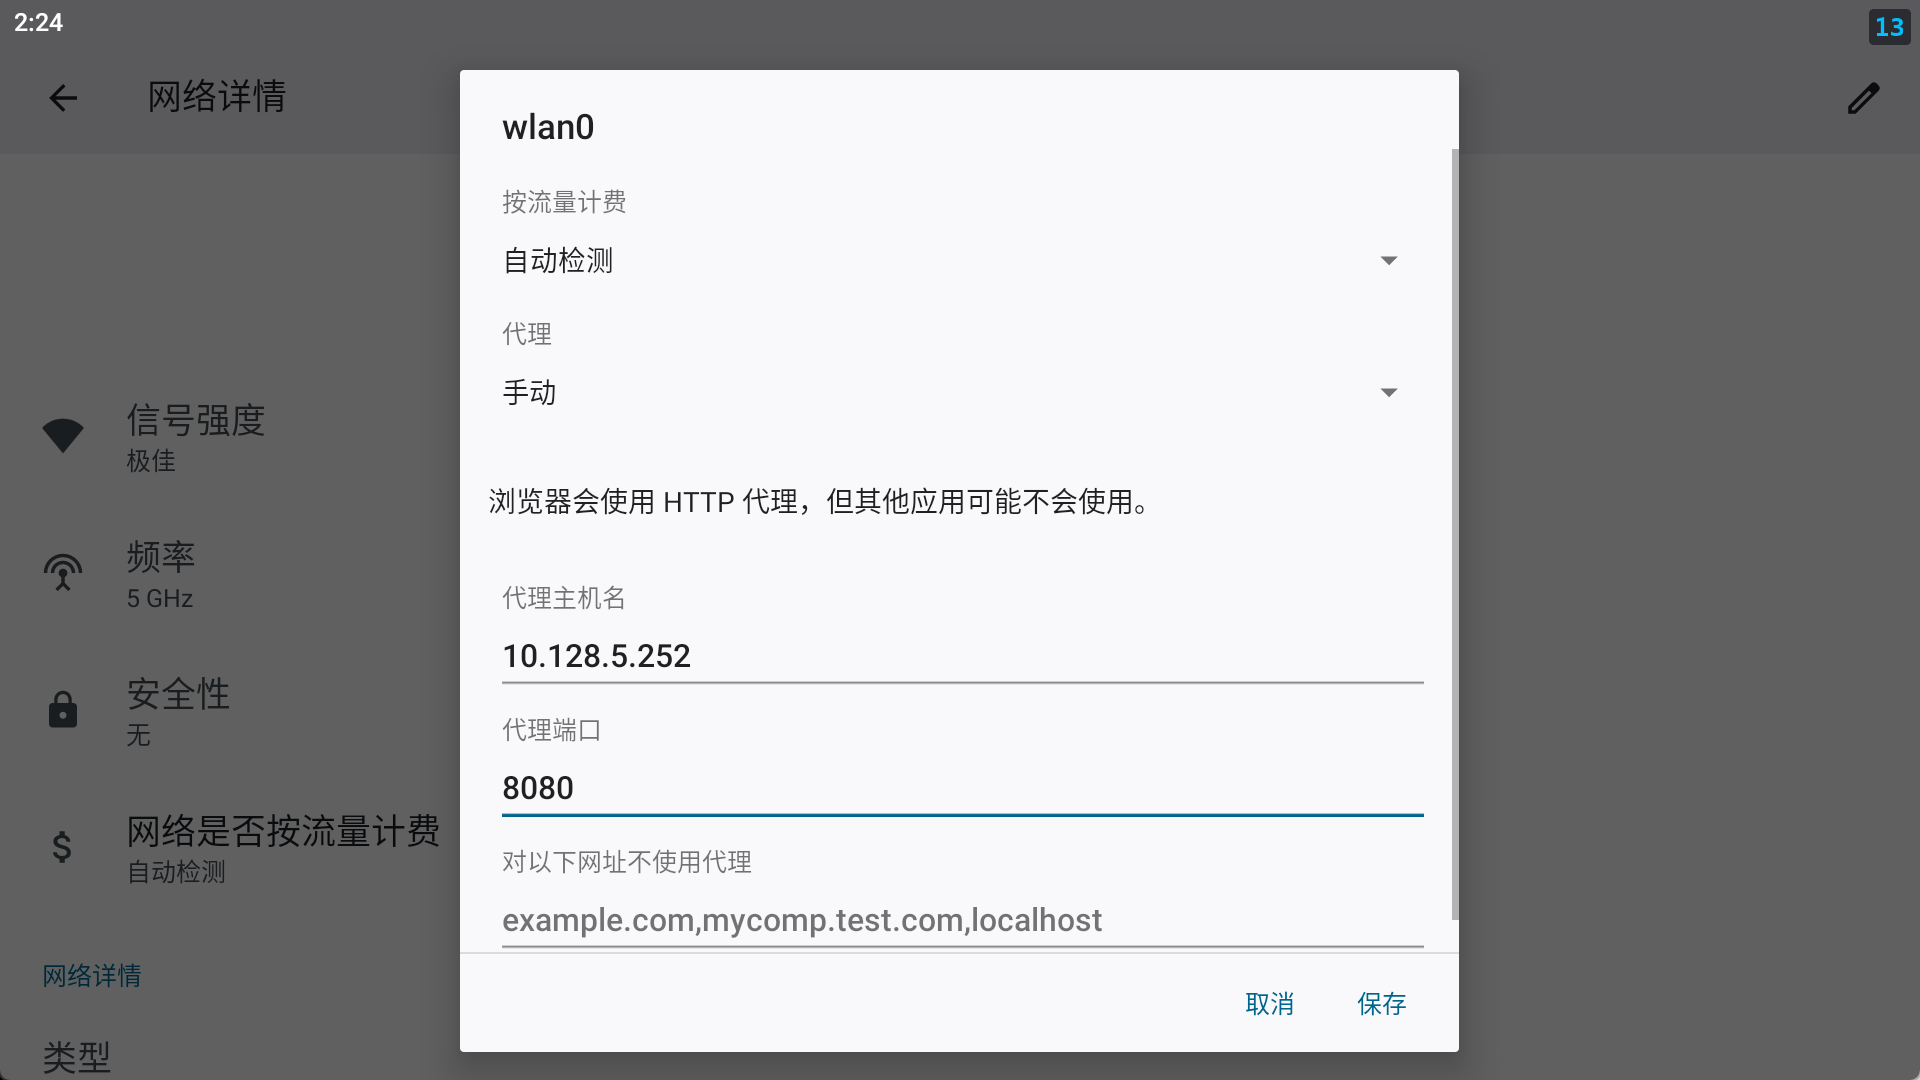 2:24
13
网络详情
wlan0
按流量计费
自动检测
代理
手动
浏览器会使用 HTTP 代理，但其他应用可能不会使用。
代理主机名
10.128.5.252
代理端口
8080
对以下网址不使用代理
example.com,mycomp.test.com,localhost
取消
保存
信号强度
极佳
频率
5 GHz
安全性
无
网络是否按流量计费
自动检测
网络详情
类型